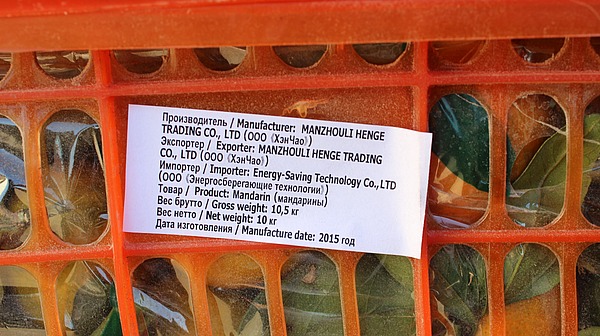 Производитель / Manufacturer: MANZHOULI HENGE
TRADING CO., LTD (ООО 《ХэнЧао》)
Экспортер / Exporter: MANZHOULI HENGE TRADING
CO., LTD (ООО 《ХэнЧао》)
Импортер / Importer: Energy-Saving Technology Co., LTD
(ООО 《Энергосберегающие технологии》)
Товар / Product: Mandarin (мандарины)
Вес брутто / Gross weight: 10,5 кг
Вес нетто / Net weight: 10 кг
Дата изготовления / Manufacture date: 2015 год